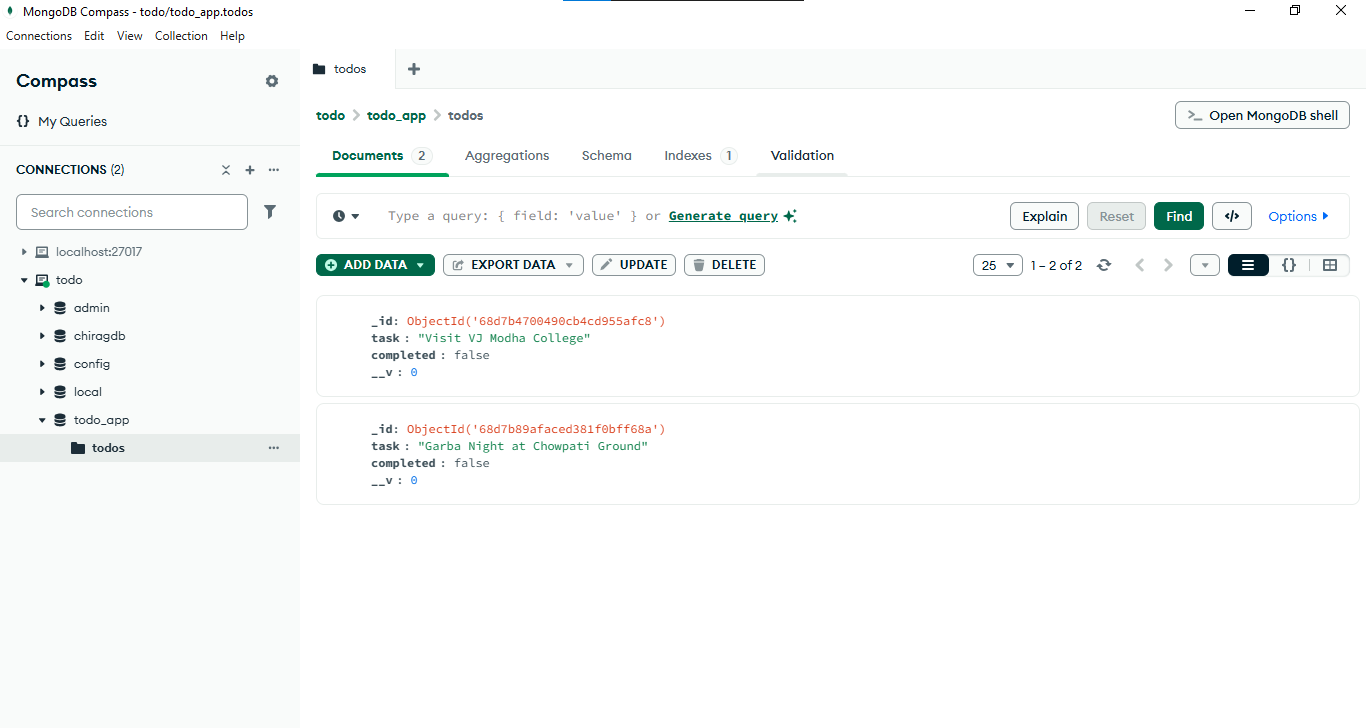 MongoDB Compass - todo/todo_app.todos
Connections Edit View Collection Help
Compass
{} My Queries
CONNECTIONS (2)
Search connections
localhost:27017
todo
admin
chiragdb
config
local
todo_app
todos
todos
todo > todo_app > todos
>_ Open MongoDB shell
Documents 2 Aggregations Schema Indexes 1 Validation
Type a query: { field: 'value' } or Generate query
Explain Reset Find </> Options
ADD DATA EXPORT DATA UPDATE DELETE
25 1 – 2 of 2 {}
_id: ObjectId('68d7b4700490cb4cd955afc8')
task : "Visit VJ Modha College"
completed : false
__v : 0
_id: ObjectId('68d7b89afaced381f0bff68a')
task : "Garba Night at Chowpati Ground"
completed : false
__v : 0